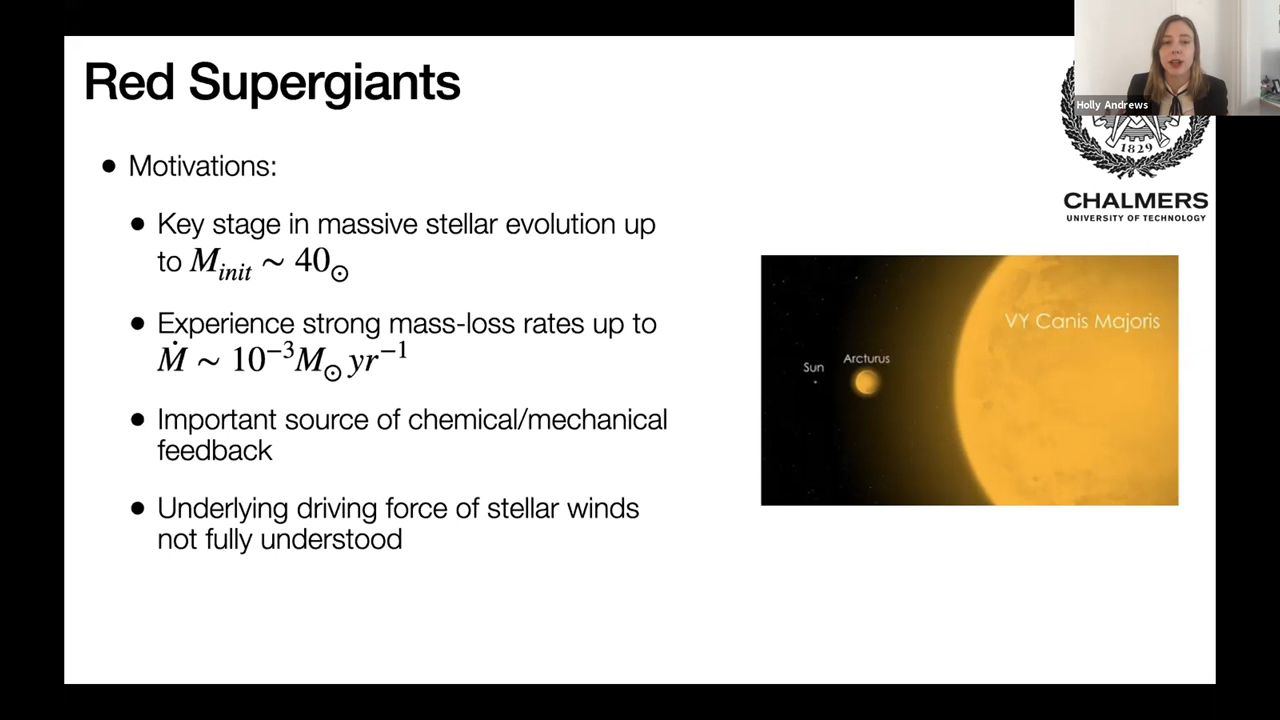 Red Supergiants
Holly Andrews
1829
CHALMERS
UNIVERSITY OF TECHNOLOGY
● Motivations:
● Key stage in massive stellar evolution up
to M_init ~ 40_⊙
● Experience strong mass-loss rates up to
Ṁ ~ 10⁻³M_⊙ yr⁻¹
● Important source of chemical/mechanical
feedback
● Underlying driving force of stellar winds
not fully understood
VY Canis Majoris
Arcturus
Sun